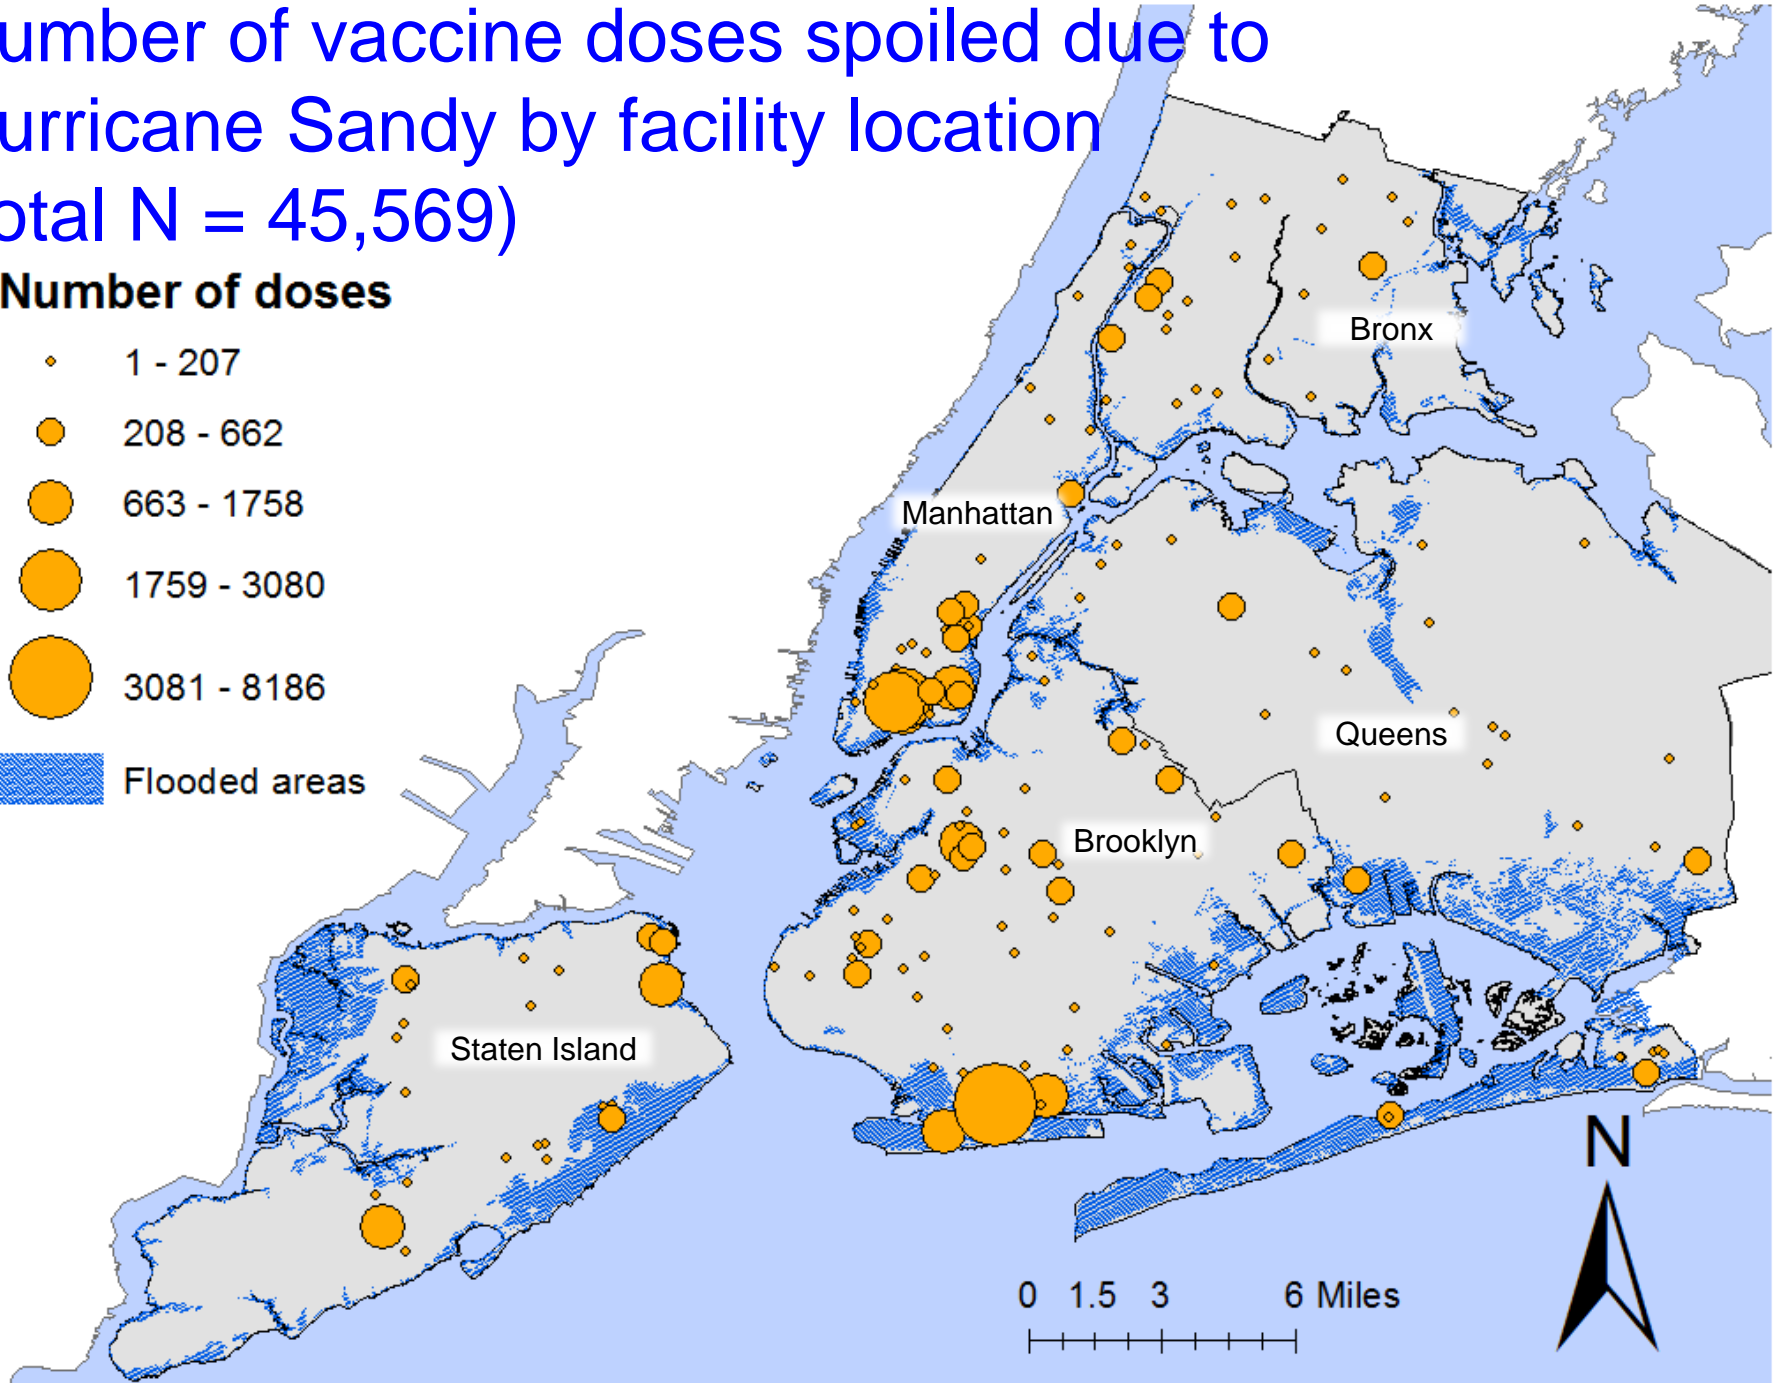 umber of vaccine doses spoiled due to
urricane Sandy by facility location
otal N = 45,569)
Number of doses
1 - 207
208 - 662
663 - 1758
1759 - 3080
3081 - 8186
Flooded areas
Bronx
Manhattan
Queens
Brooklyn
Staten Island
N
0 1.5 3 6 Miles